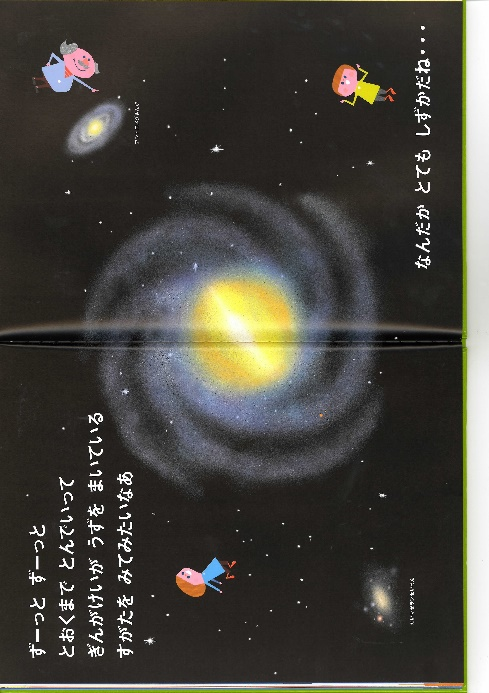 ずーっと ずーっと
とおくまで とんでいって
ぎんがけいが うずを まいている
すがたを みてみたいなあ
なんだか とても しずかだね・・・